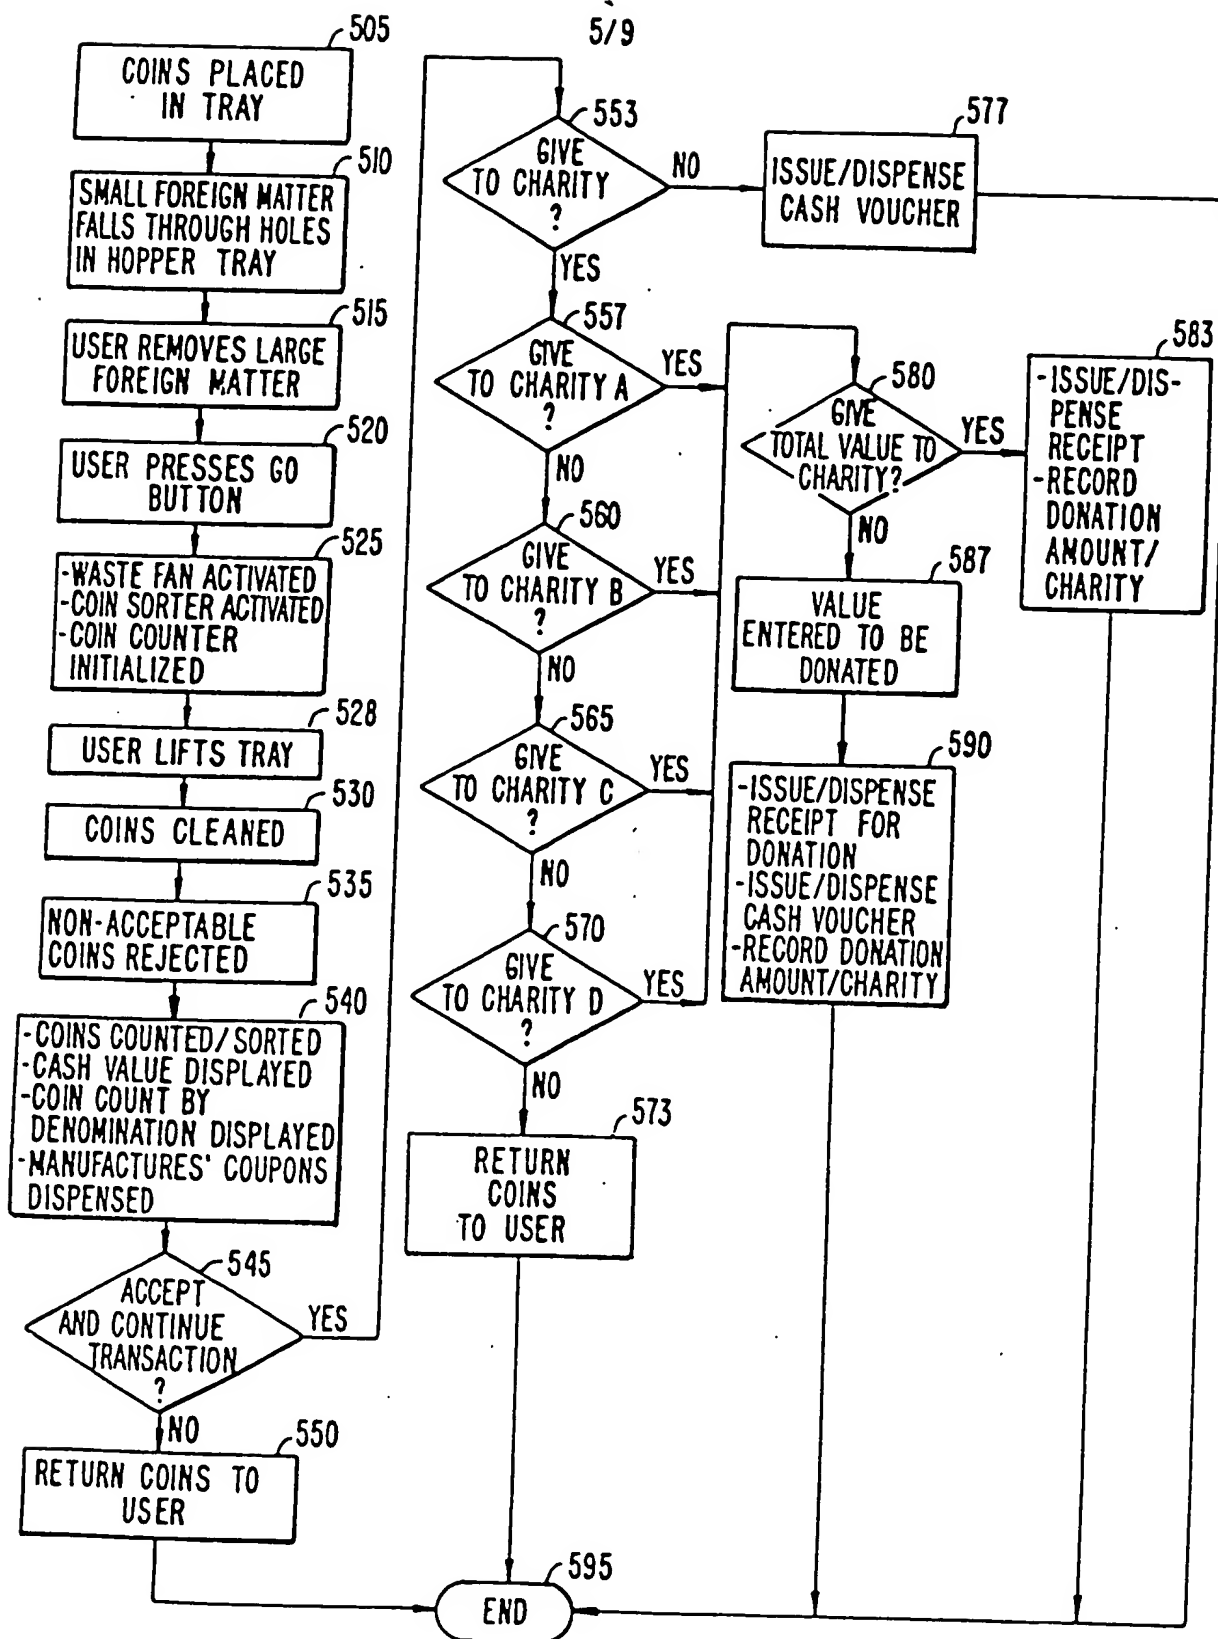 5/9
505
COINS PLACED
IN TRAY
510
SMALL FOREIGN MATTER
FALLS THROUGH HOLES
IN HOPPER TRAY
515
USER REMOVES LARGE
FOREIGN MATTER
520
USER PRESSES GO
BUTTON
525
-WASTE FAN ACTIVATED
-COIN SORTER ACTIVATED
-COIN COUNTER
INITIALIZED
528
USER LIFTS TRAY
530
COINS CLEANED
535
NON-ACCEPTABLE
COINS REJECTED
540
-COINS COUNTED/SORTED
-CASH VALUE DISPLAYED
-COIN COUNT BY
DENOMINATION DISPLAYED
-MANUFACTURES' COUPONS
DISPENSED
545
ACCEPT
AND CONTINUE
TRANSACTION
?
YES
NO
550
RETURN COINS TO
USER
553
GIVE
TO CHARITY
?
NO
YES
577
ISSUE/DISPENSE
CASH VOUCHER
557
GIVE
TO CHARITY A
?
YES
NO
560
GIVE
TO CHARITY B
?
YES
NO
565
GIVE
TO CHARITY C
?
YES
NO
570
GIVE
TO CHARITY D
?
YES
NO
573
RETURN
COINS
TO USER
580
GIVE
TOTAL VALUE TO
CHARITY?
YES
NO
583
-ISSUE/DIS-
PENSE
RECEIPT
-RECORD
DONATION
AMOUNT/
CHARITY
587
VALUE
ENTERED TO BE
DONATED
590
-ISSUE/DISPENSE
RECEIPT FOR
DONATION
-ISSUE/DISPENSE
CASH VOUCHER
-RECORD DONATION
AMOUNT/CHARITY
595
END